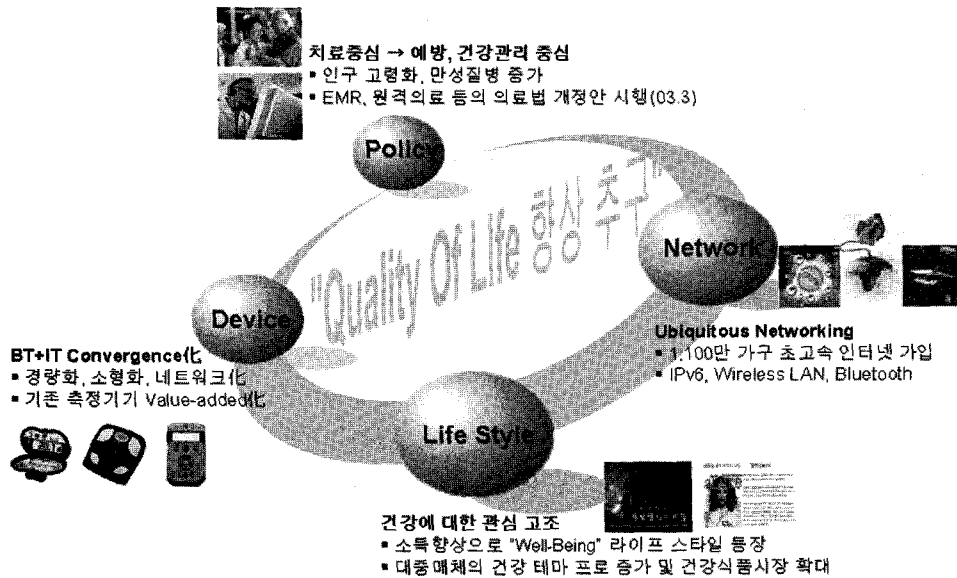 치료중심 → 예방, 건강관리 중심
▪ 인구 고령화, 만성질병 증가
▪ EMR, 원격의료 등의 의료법 개정안 시행(03.3)
Policy
"Quality Of Life 향상 추구"
Network
Device
Ubiquitous Networking
▪ 1,100만 가구 초고속 인터넷 가입
▪ IPv6, Wireless LAN, Bluetooth
BT+IT Convergence化
▪ 경량화, 소형화, 네트워크化
▪ 기존 측정기기 Value-added化
Life Style
건강에 대한 관심 고조
▪ 소득향상으로 "Well-Being" 라이프 스타일 등장
▪ 대중매체의 건강 테마 프로 증가 및 건강식품시장 확대